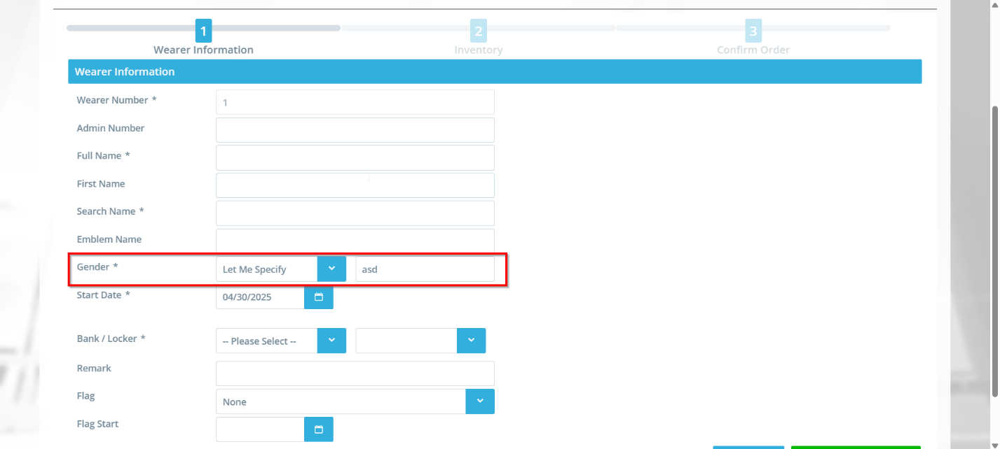 1
2
3
Wearer Information
Inventory
Confirm Order
Wearer Information
Wearer Number *
1
Admin Number
Full Name *
First Name
Search Name *
Emblem Name
Gender *
Let Me Specify
asd
Start Date *
04/30/2025
Bank / Locker *
-- Please Select --
Remark
Flag
None
Flag Start